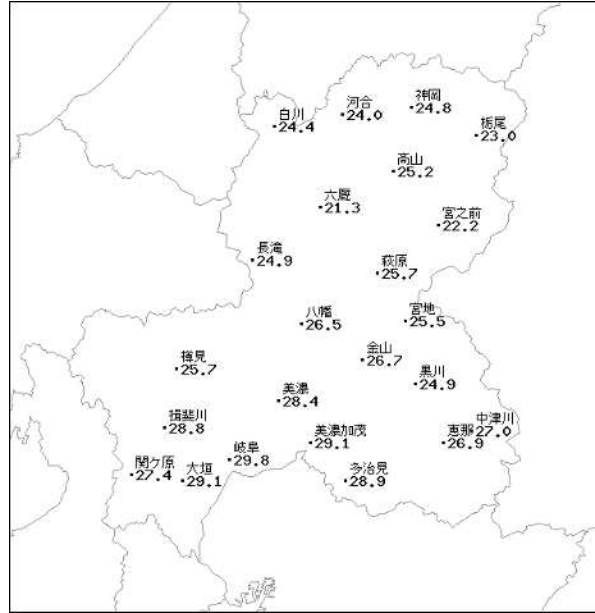 神岡
24.8
河合
24.0
白川
24.4
栃尾
23.0
高山
25.2
六厩
21.3
宮之前
22.2
長滝
24.9
萩原
25.7
八幡
26.5
宮地
25.5
金山
26.7
樽見
25.7
黒川
24.9
美濃
28.4
揖斐川
28.8
中津川
27.0
恵那
26.9
美濃加茂
29.1
岐阜
29.8
関ケ原
27.4
大垣
29.1
多治見
28.9